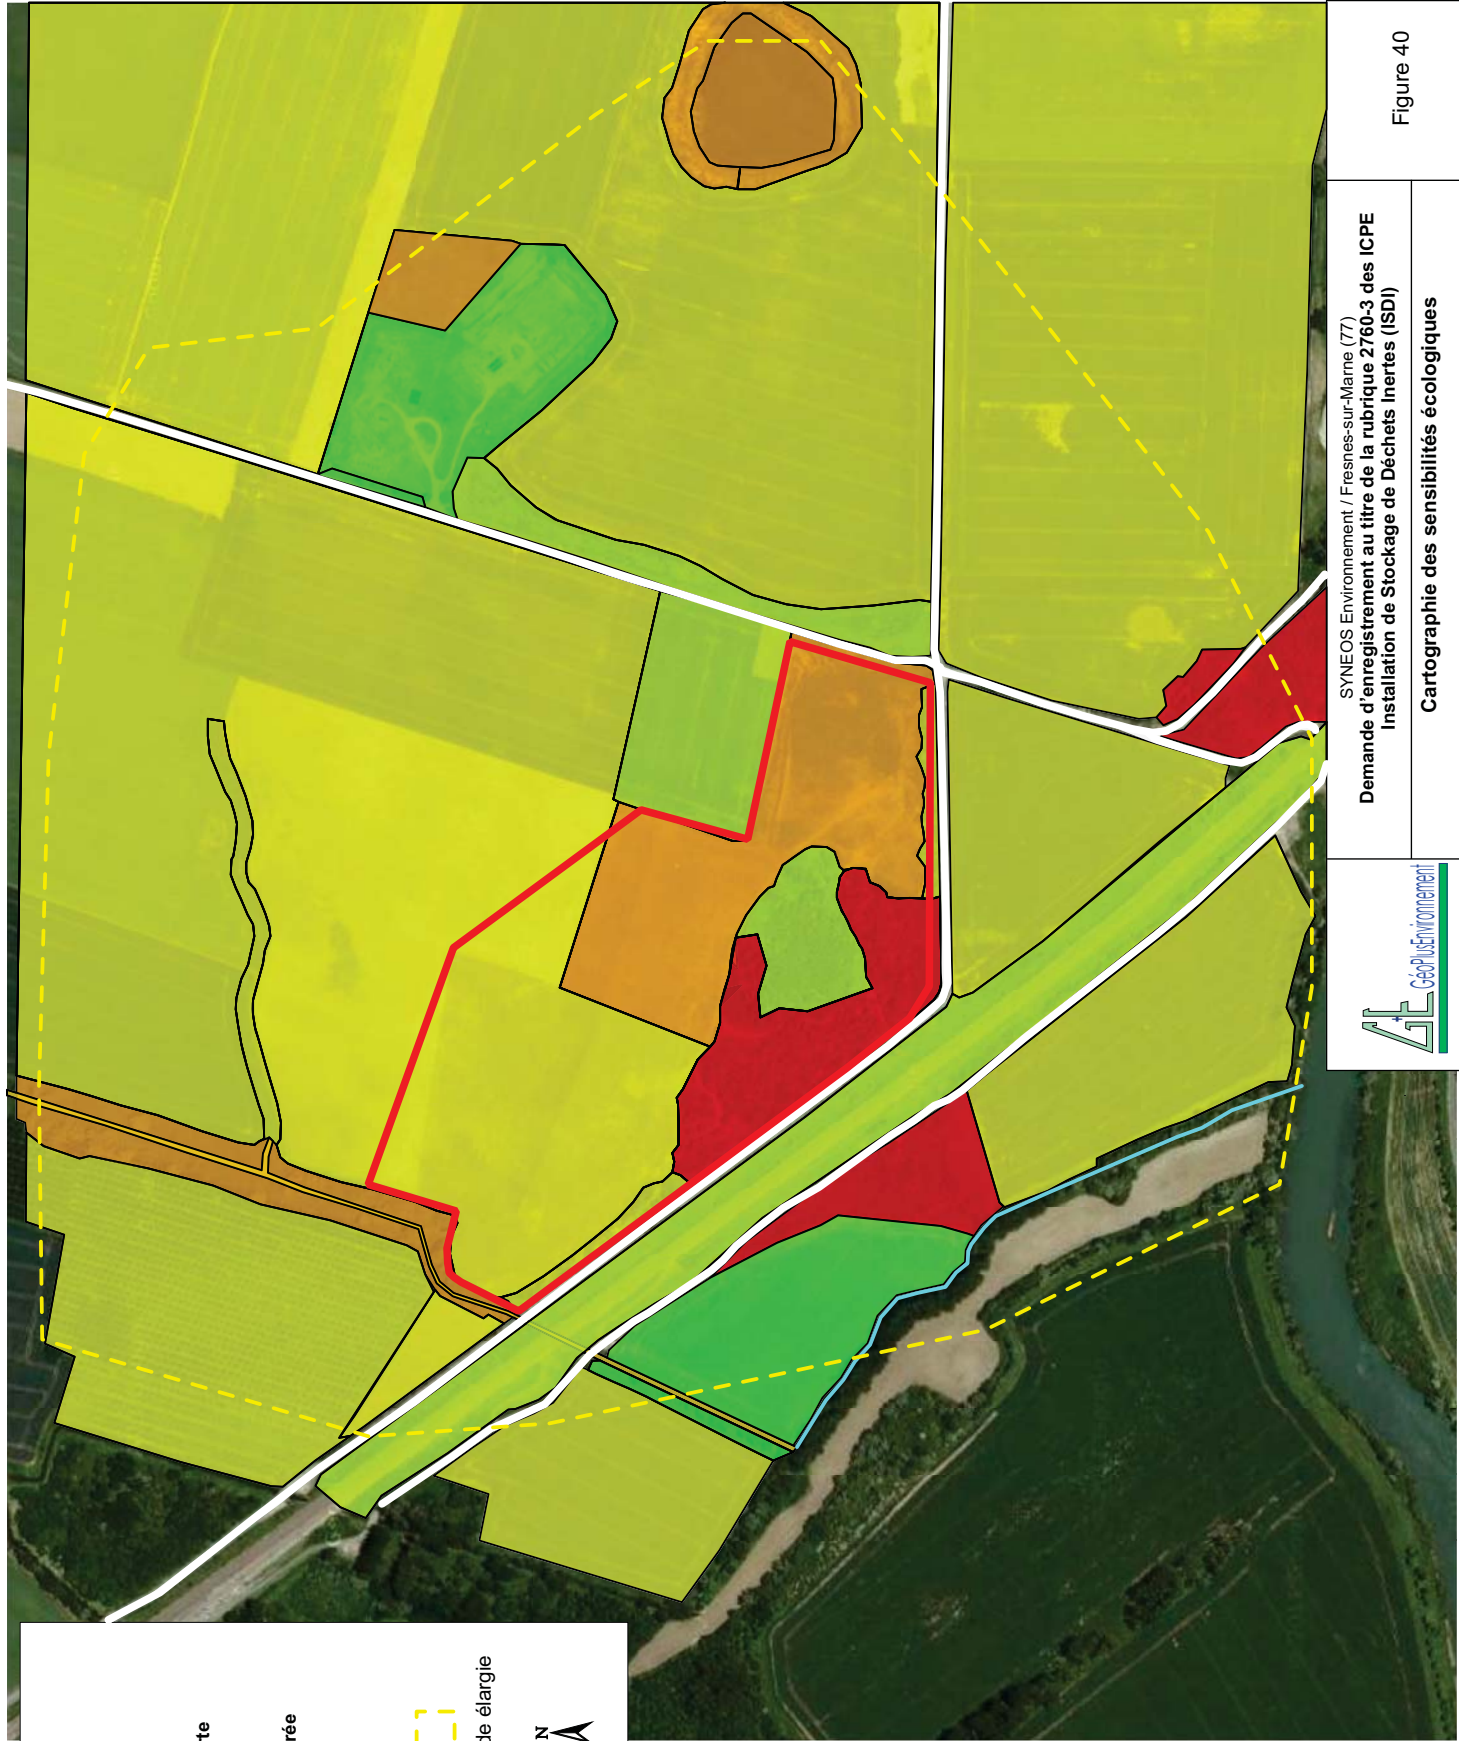 rte
rée
de élargie
N
GéoPlusEnvironnement
SYNEOS Environnement / Fresnes-sur-Marne (77)
Demande d'enregistrement au titre de la rubrique 2760-3 des ICPE
Installation de Stockage de Déchets Inertes (ISDI)
Cartographie des sensibilités écologiques
Figure 40